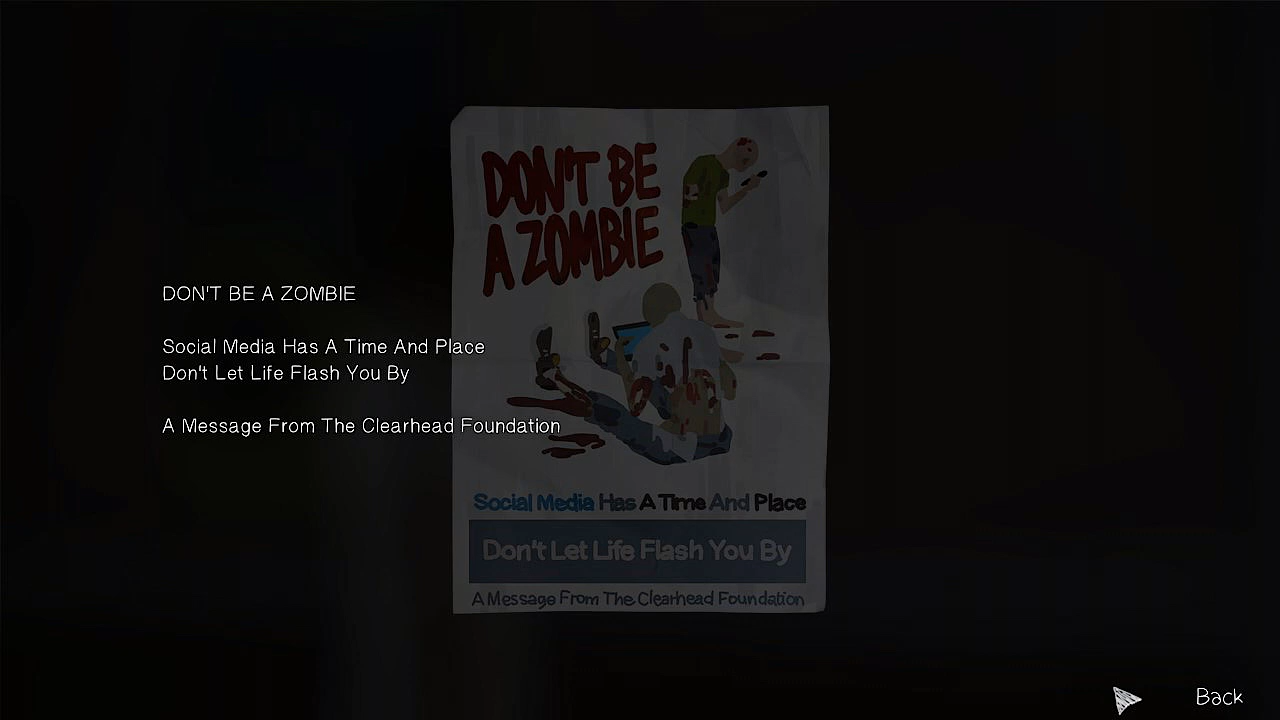 DON'T BE A ZOMBIE
Social Media Has A Time And Place
Don't Let Life Flash You By
A Message From The Clearhead Foundation
DON'T BE
A ZOMBIE
Social Media Has A Time And Place
Don't Let Life Flash You By
A Message From The Clearhead Foundation
Back